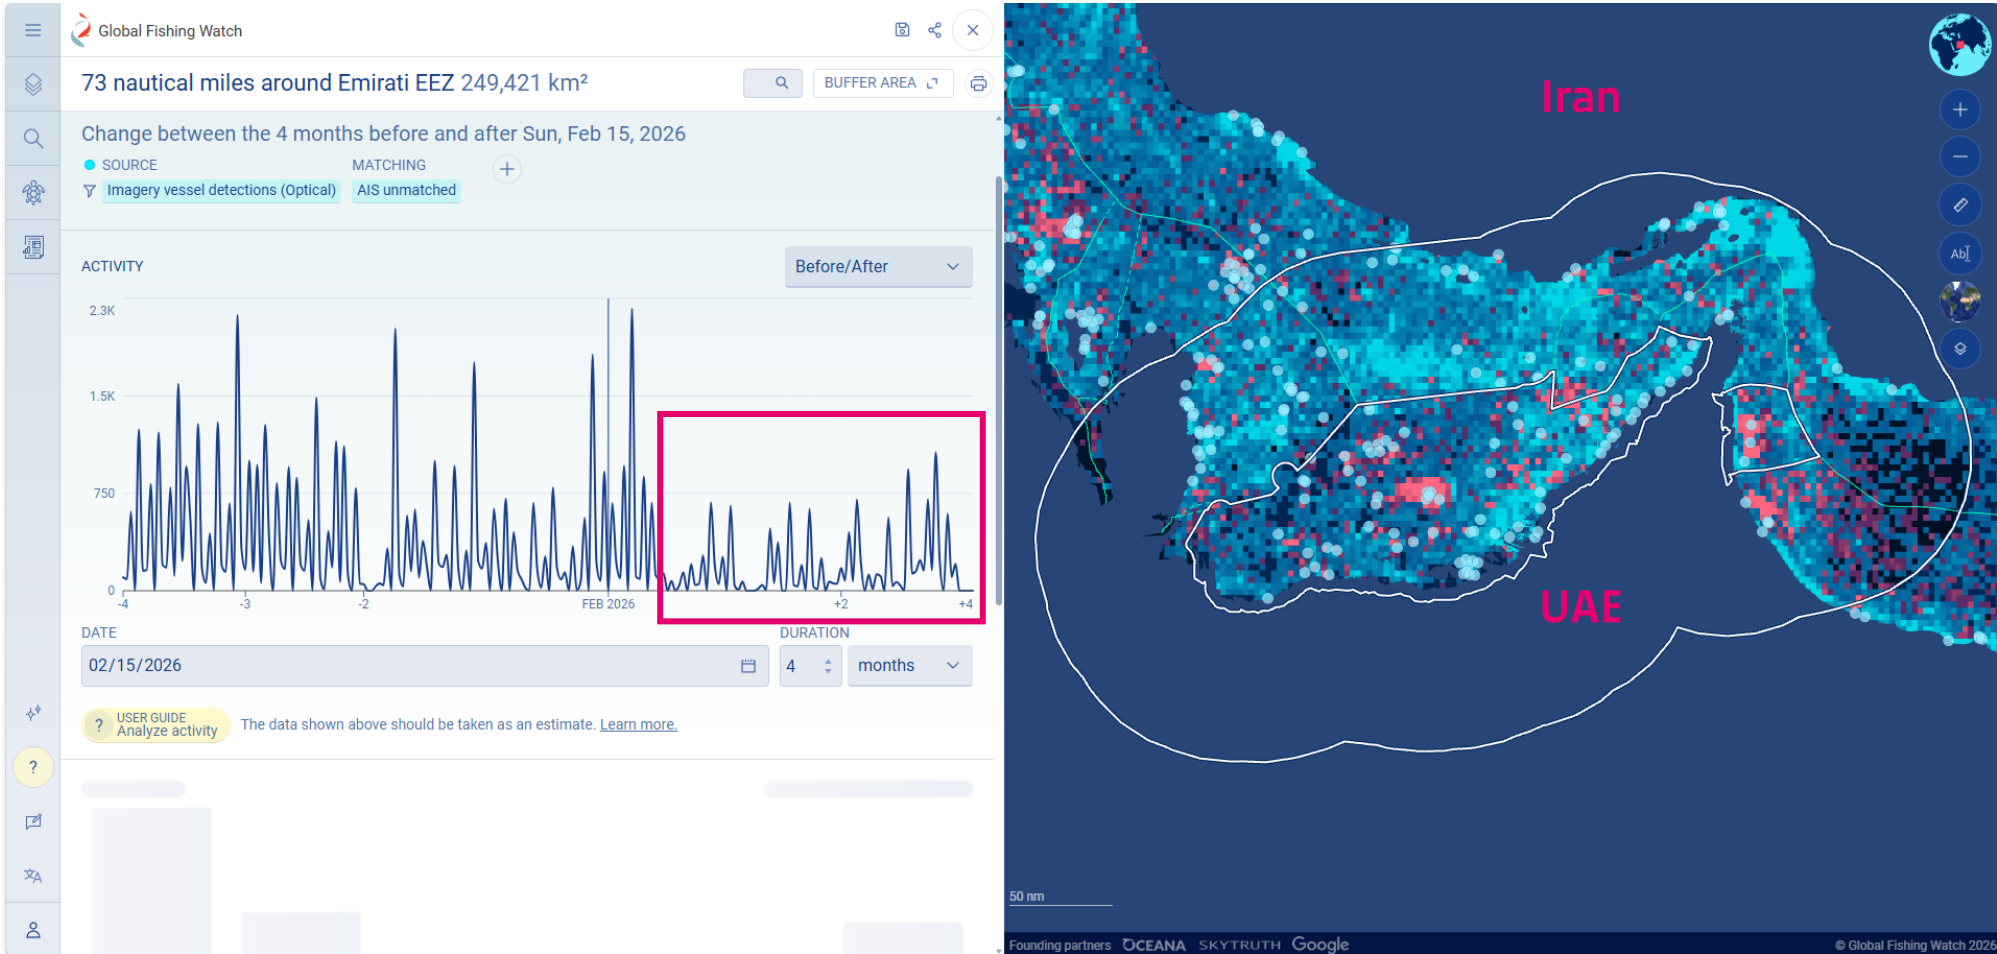 Global Fishing Watch
73 nautical miles around Emirati EEZ 249,421 km²
BUFFER AREA
Change between the 4 months before and after Sun, Feb 15, 2026
SOURCE
MATCHING
Imagery vessel detections (Optical)
AIS unmatched
ACTIVITY
Before/After
2.3K
1.5K
750
0
-4
-3
-2
FEB 2026
+2
+4
DATE
DURATION
02/15/2026
4
months
?
USER GUIDE
Analyze activity
The data shown above should be taken as an estimate. Learn more.
?
文A
Iran
UAE
Ab
50 nm
Founding partners OCEANA SKYTRUTH Google
© Global Fishing Watch 2026